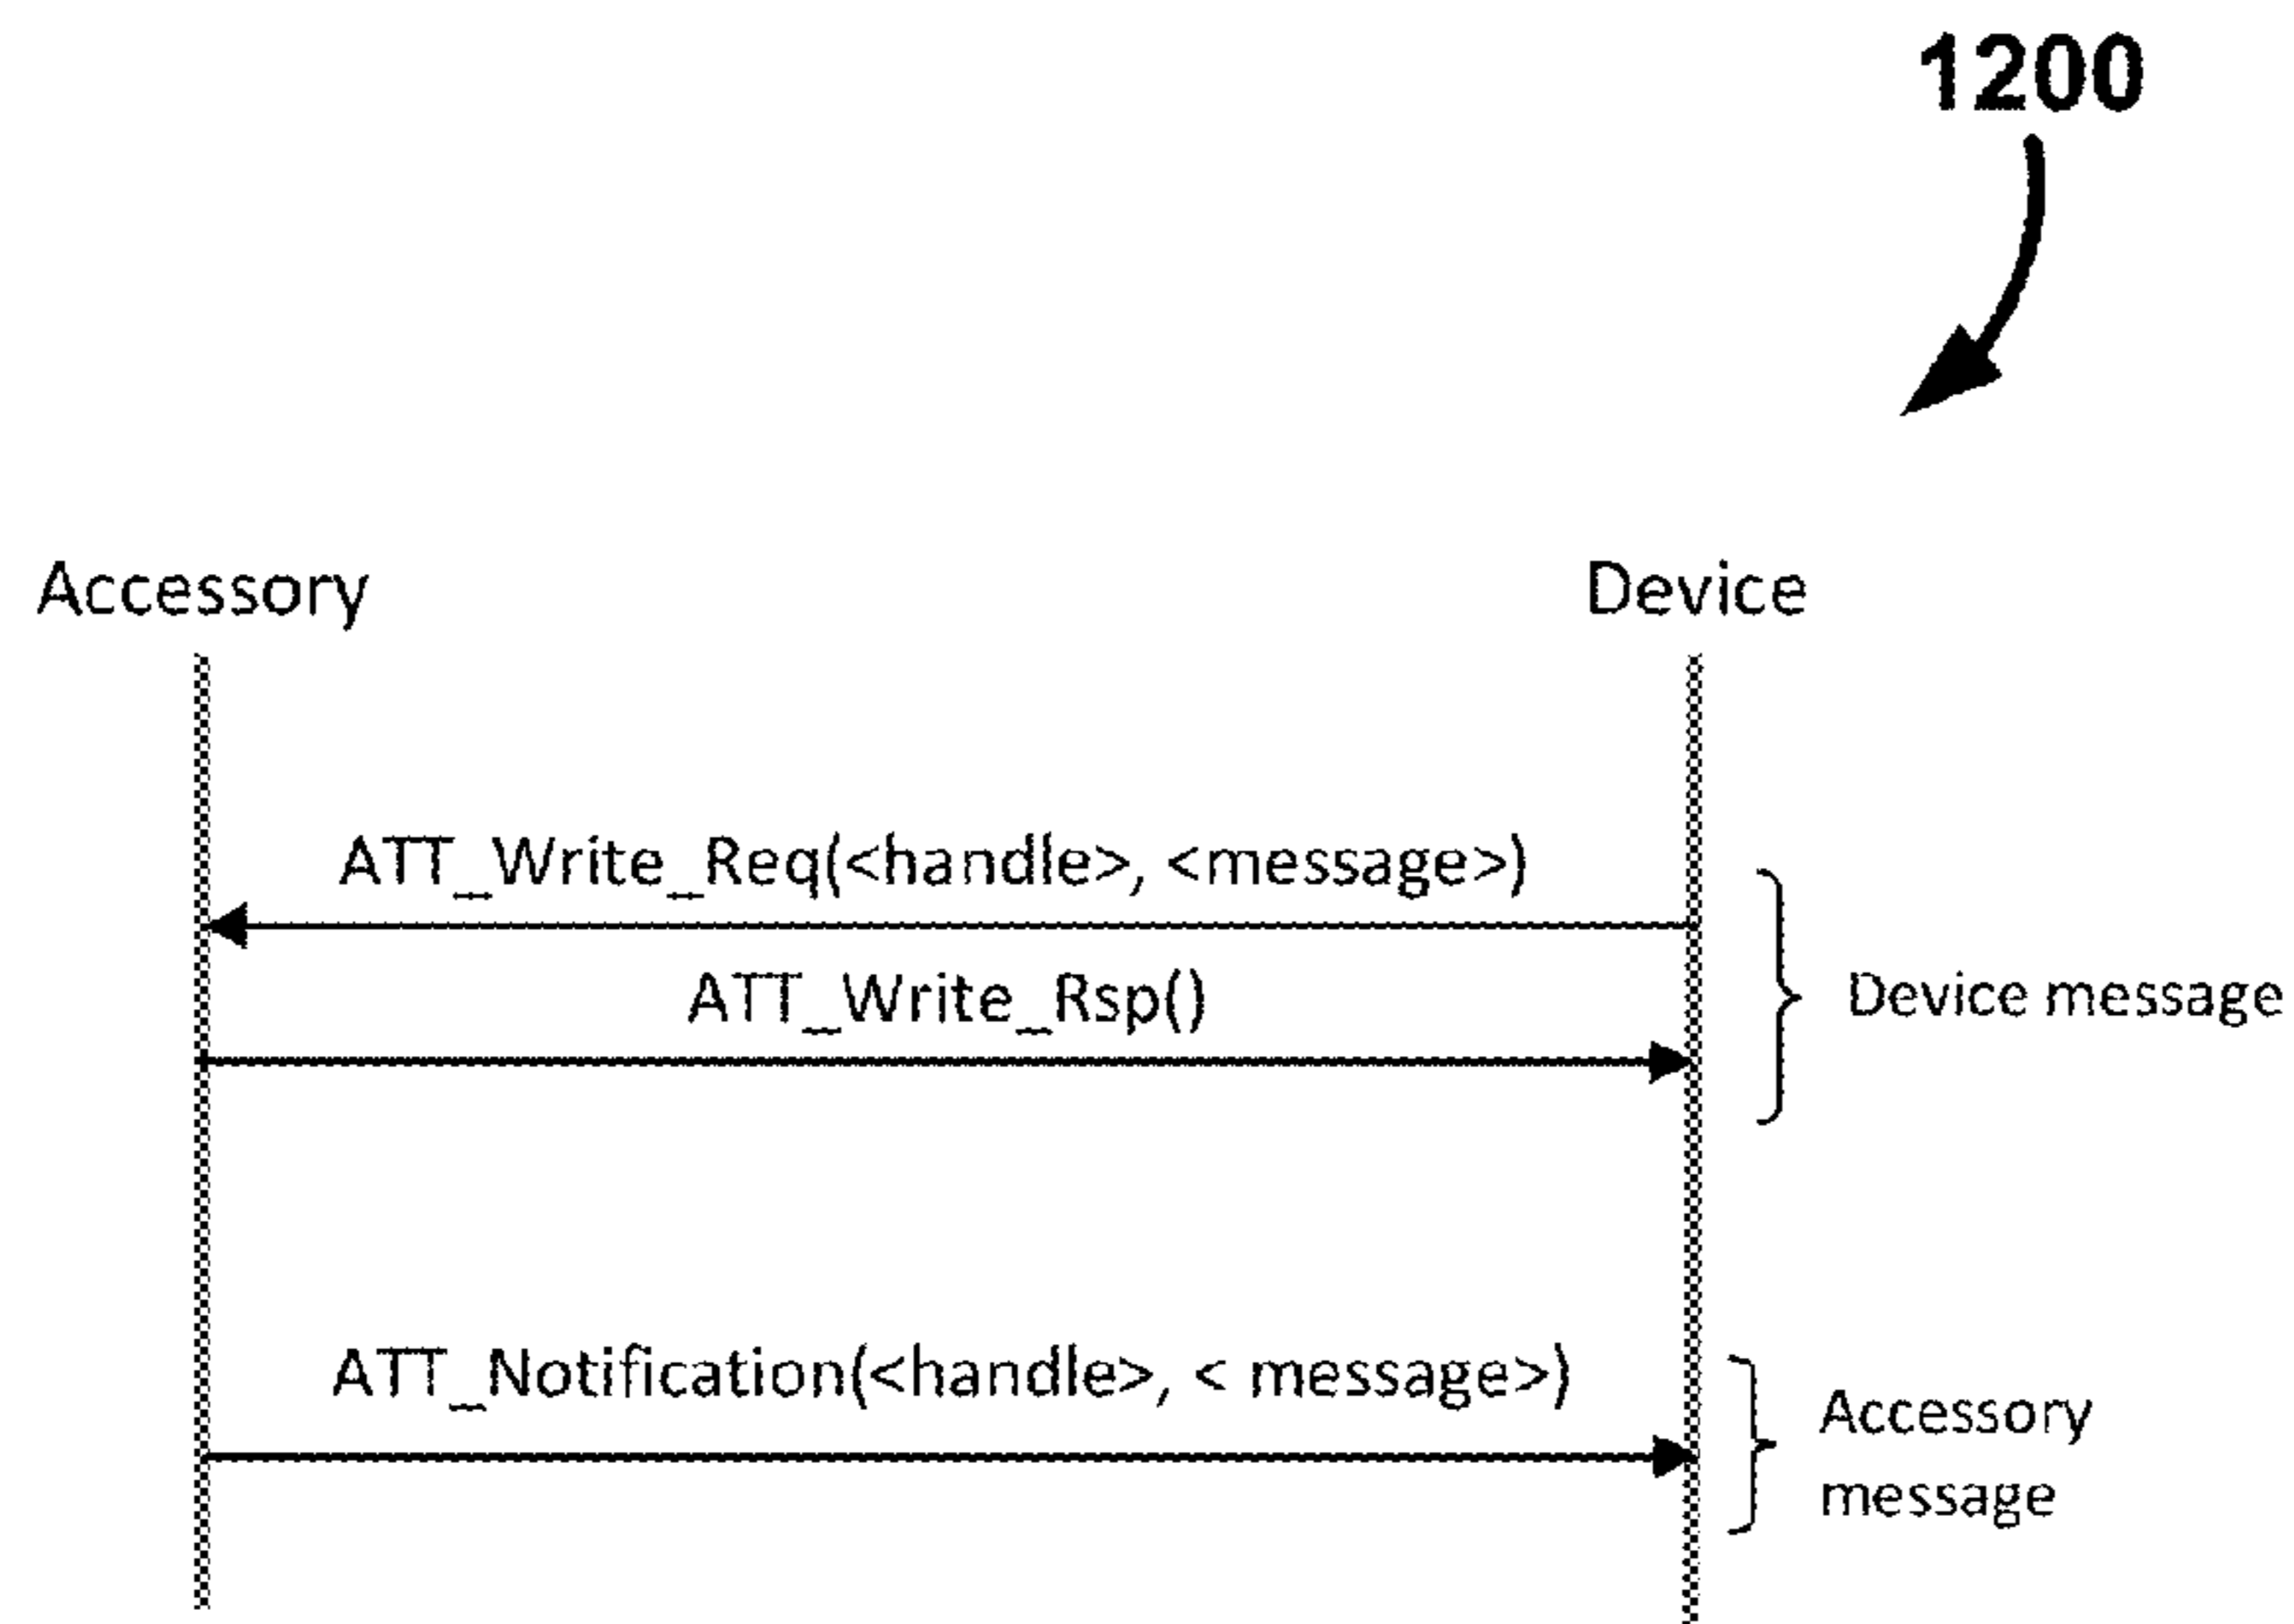 1200
Accessory
Device
ATT_Write_Req(<handle>, <message>)
ATT_Write_Rsp()
Device message
ATT_Notification(<handle>, < message>)
Accessory
message